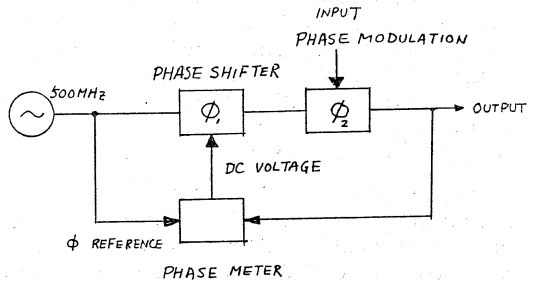 INPUT
PHASE MODULATION
PHASE SHIFTER
500MHz
ϕ₁
ϕ₂
OUTPUT
DC VOLTAGE
ϕ REFERENCE
PHASE METER